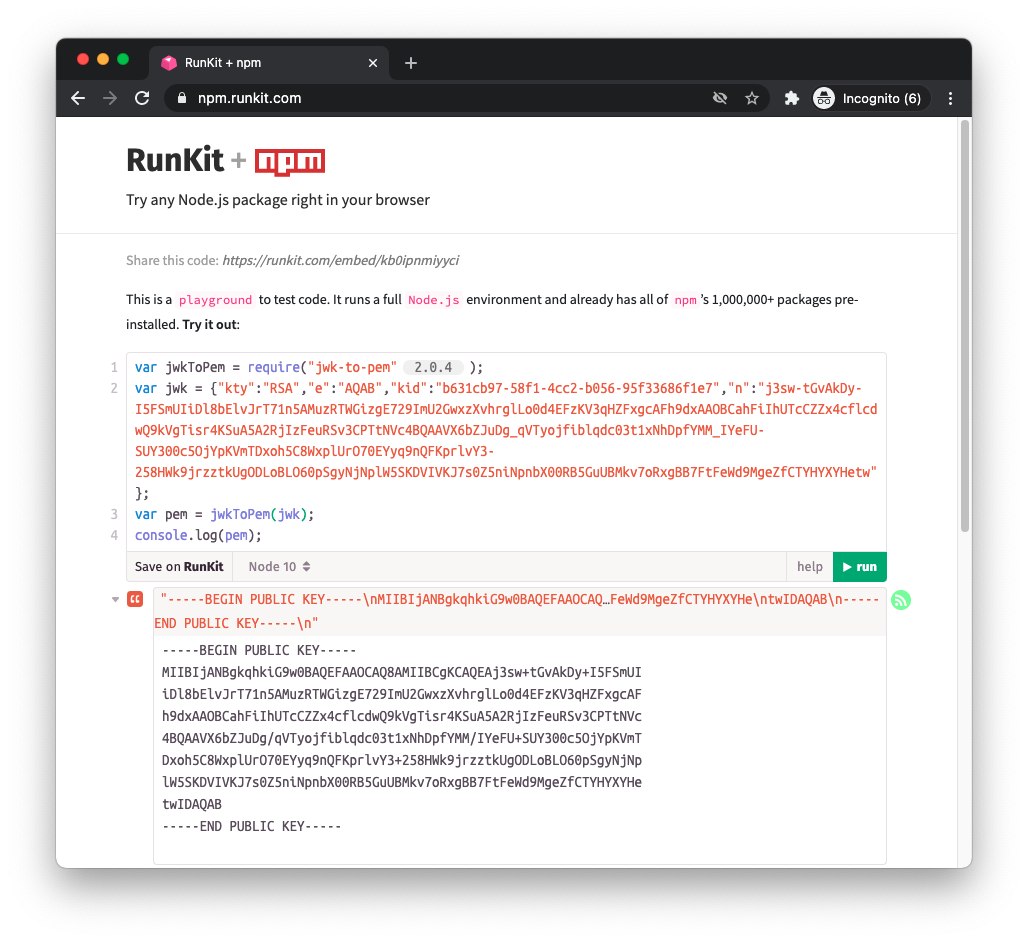 RunKit + npm
npm.runkit.com
Incognito (6)
RunKit + npm
Try any Node.js package right in your browser
Share this code: https://runkit.com/embed/kb0ipnmiyyci
This is a playground to test code. It runs a full Node.js environment and already has all of npm 's 1,000,000+ packages pre-
installed. Try it out:
1 var jwkToPem = require("jwk-to-pem" 2.0.4 );
2 var jwk = {"kty":"RSA","e":"AQAB","kid":"b631cb97-58f1-4cc2-b056-95f33686f1e7","n":"j3sw-tGvAkDy-
I5FSmUIiDl8bElvJrT71n5AMuzRTWGizgE729ImU2GwxzXvhrglLo0d4EFzKV3qHZFxgcAFh9dxAAOBCahFiIhUTcCZZx4cflcd
wQ9kVgTisr4KSuA5A2RjIzFeuRSv3CPTtNVc4BQAAVX6bZJuDg_qVTyojfiblqdc03t1xNhDpfYMM_IYeFU-
SUY300c5OjYpKVmTDxoh5C8WxplUrO70EYyq9nQFKprlvY3-
258HWk9jrzztkUgODLoBLO60pSgyNjNplW5SKDVIVKJ7s0Z5niNpnbX00RB5GuUBMkv7oRxgBB7FtFeWd9MgeZfCTYHYXYHetw"
};
3 var pem = jwkToPem(jwk);
4 console.log(pem);
Save on RunKit Node 10 help run
"-----BEGIN PUBLIC KEY-----\nMIIBIjANBgkqhkiG9w0BAQEFAAOCAQ…FeWd9MgeZfCTYHYXYHe\ntwIDAQAB\n-----
END PUBLIC KEY-----\n"
-----BEGIN PUBLIC KEY-----
MIIBIjANBgkqhkiG9w0BAQEFAAOCAQ8AMIIBCgKCAQEAj3sw+tGvAkDy+I5FSmUI
iDl8bElvJrT71n5AMuzRTWGizgE729ImU2GwxzXvhrglLo0d4EFzKV3qHZFxgcAF
h9dxAAOBCahFiIhUTcCZZx4cflcdwQ9kVgTisr4KSuA5A2RjIzFeuRSv3CPTtNVc
4BQAAVX6bZJuDg/qVTyojfiblqdc03t1xNhDpfYMM/IYeFU+SUY300c5OjYpKVmT
Dxoh5C8WxplUrO70EYyq9nQFKprlvY3+258HWk9jrzztkUgODLoBLO60pSgyNjNp
lW5SKDVIVKJ7s0Z5niNpnbX00RB5GuUBMkv7oRxgBB7FtFeWd9MgeZfCTYHYXYHe
twIDAQAB
-----END PUBLIC KEY-----